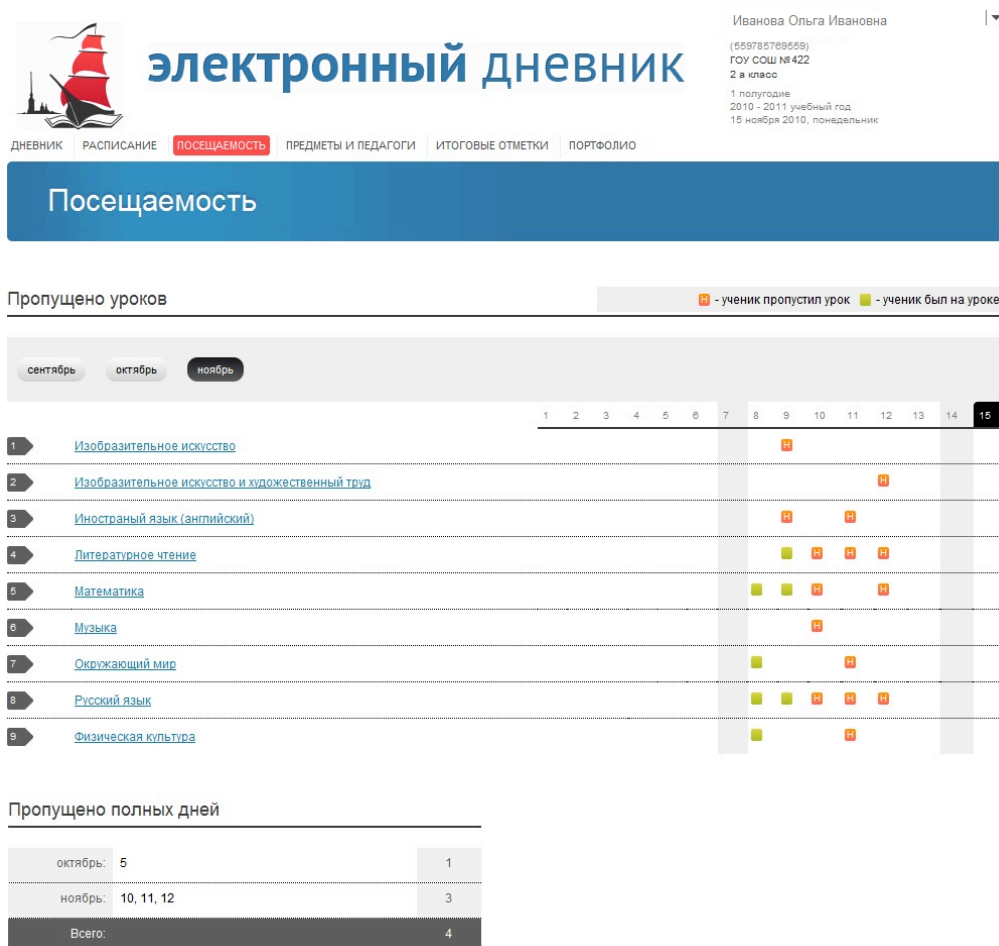 Иванова Ольга Ивановна
(559785769559)
ГОУ СОШ №422
2 а класс
1 полугодие
2010 - 2011 учебный год
15 ноября 2010, понедельник
электронный дневник
ДНЕВНИК РАСПИСАНИЕ ПОСЕЩАЕМОСТЬ ПРЕДМЕТЫ И ПЕДАГОГИ ИТОГОВЫЕ ОТМЕТКИ ПОРТФОЛИО
Посещаемость
Пропущено уроков
Н - ученик пропустил урок - ученик был на уроке
сентябрь октябрь ноябрь
1 2 3 4 5 6 7 8 9 10 11 12 13 14 15
1 Изобразительное искусство Н
2 Изобразительное искусство и художественный труд Н
3 Иностраный язык (английский) Н Н
4 Литературное чтение Н Н Н
5 Математика Н Н
6 Музыка Н
7 Окружающий мир Н
8 Русский язык Н Н Н
9 Физическая культура Н
Пропущено полных дней
октябрь: 5 1
ноябрь: 10, 11, 12 3
Всего: 4